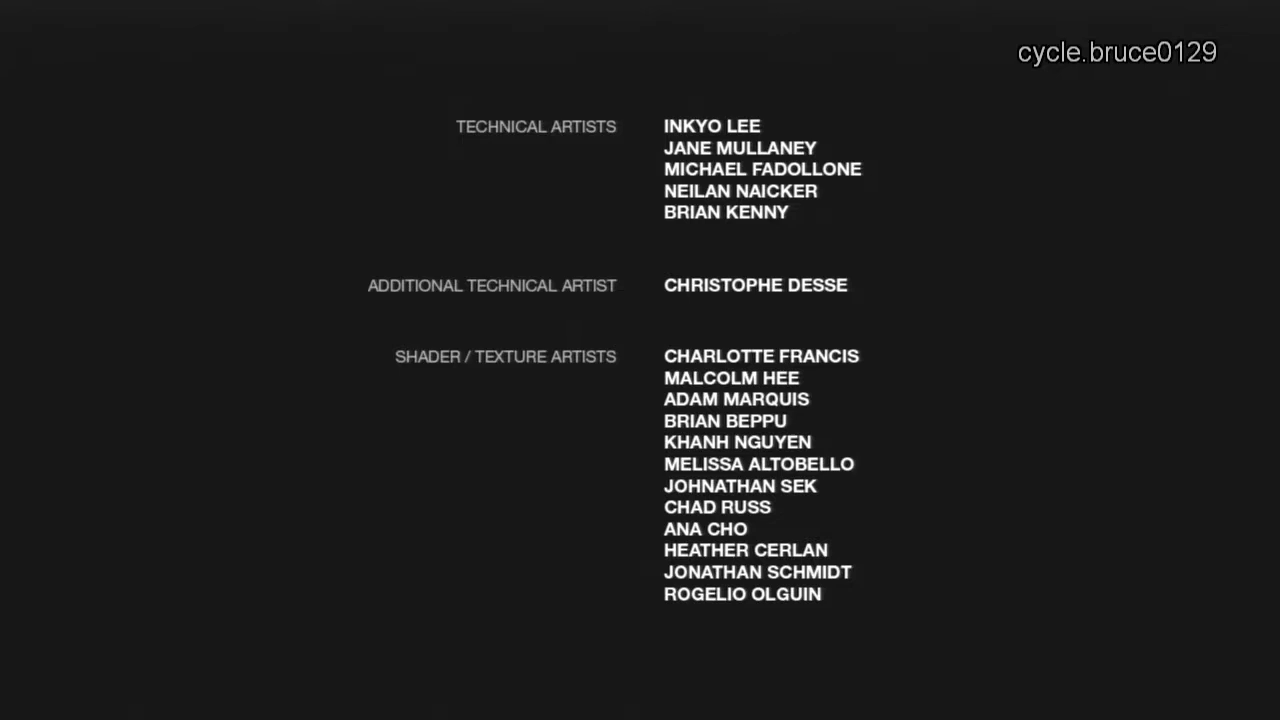 cycle.bruce0129
TECHNICAL ARTISTS INKYO LEE
JANE MULLANEY
MICHAEL FADOLLONE
NEILAN NAICKER
BRIAN KENNY
ADDITIONAL TECHNICAL ARTIST CHRISTOPHE DESSE
SHADER / TEXTURE ARTISTS CHARLOTTE FRANCIS
MALCOLM HEE
ADAM MARQUIS
BRIAN BEPPU
KHANH NGUYEN
MELISSA ALTOBELLO
JOHNATHAN SEK
CHAD RUSS
ANA CHO
HEATHER CERLAN
JONATHAN SCHMIDT
ROGELIO OLGUIN